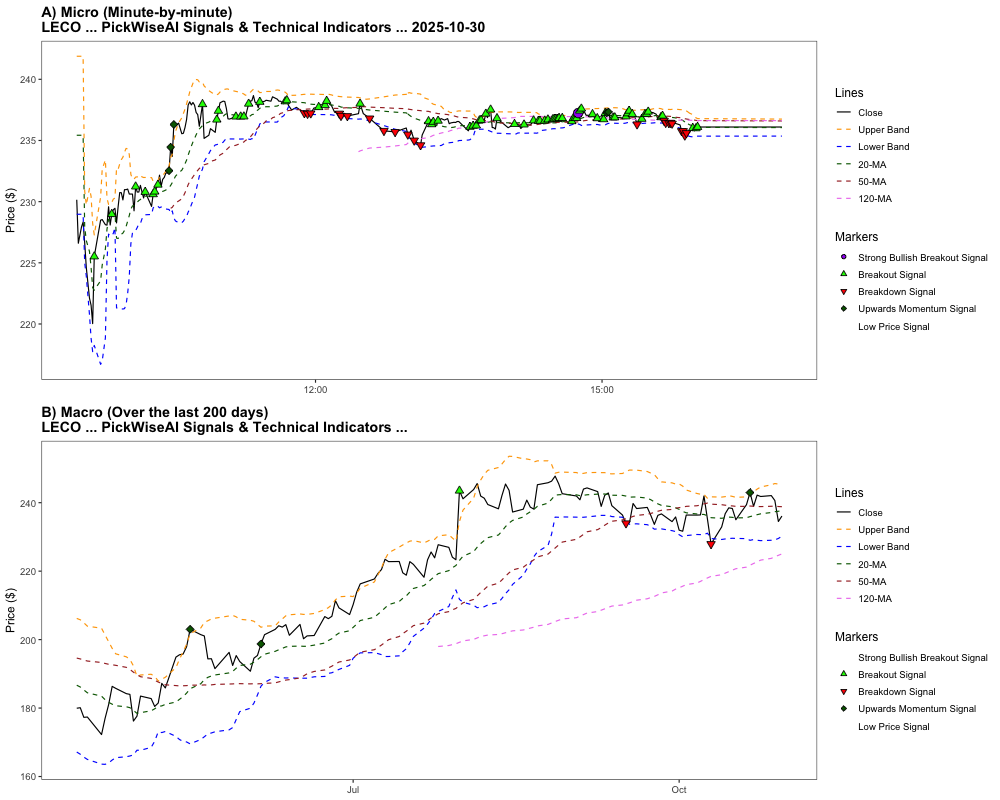 A) Micro (Minute-by-minute)
LECO ... PickWiseAI Signals & Technical Indicators ... 2025-10-30
Price ($)
240
235
230
225
220
12:00
15:00
Lines
Close
Upper Band
Lower Band
20-MA
50-MA
120-MA
Markers
Strong Bullish Breakout Signal
Breakout Signal
Breakdown Signal
Upwards Momentum Signal
Low Price Signal
B) Macro (Over the last 200 days)
LECO ... PickWiseAI Signals & Technical Indicators ...
Price ($)
240
220
200
180
160
Jul
Oct
Lines
Close
Upper Band
Lower Band
20-MA
50-MA
120-MA
Markers
Strong Bullish Breakout Signal
Breakout Signal
Breakdown Signal
Upwards Momentum Signal
Low Price Signal